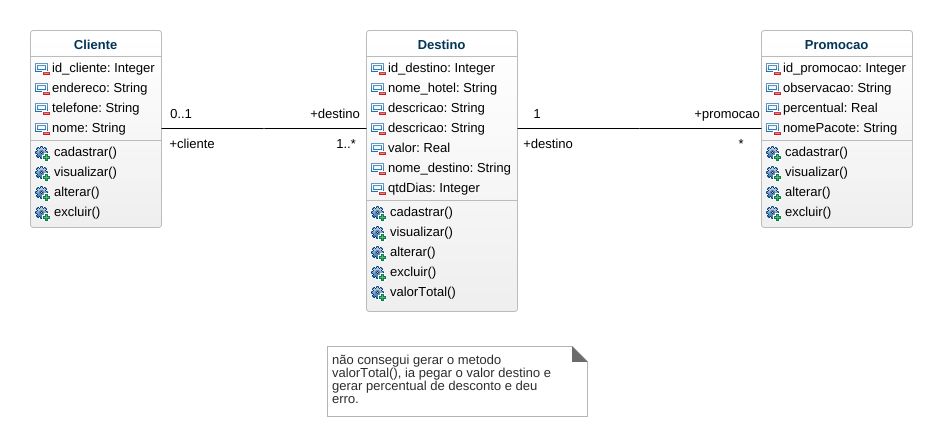 Cliente
id_cliente: Integer
endereco: String
telefone: String
nome: String
cadastrar()
visualizar()
alterar()
excluir()
0..1
+cliente
+destino
1..*
Destino
id_destino: Integer
nome_hotel: String
descricao: String
descricao: String
valor: Real
nome_destino: String
qtdDias: Integer
cadastrar()
visualizar()
alterar()
excluir()
valorTotal()
1
+destino
+promocao
*
Promocao
id_promocao: Integer
observacao: String
percentual: Real
nomePacote: String
cadastrar()
visualizar()
alterar()
excluir()
não consegui gerar o metodo
valorTotal(), ia pegar o valor destino e
gerar percentual de desconto e deu
erro.